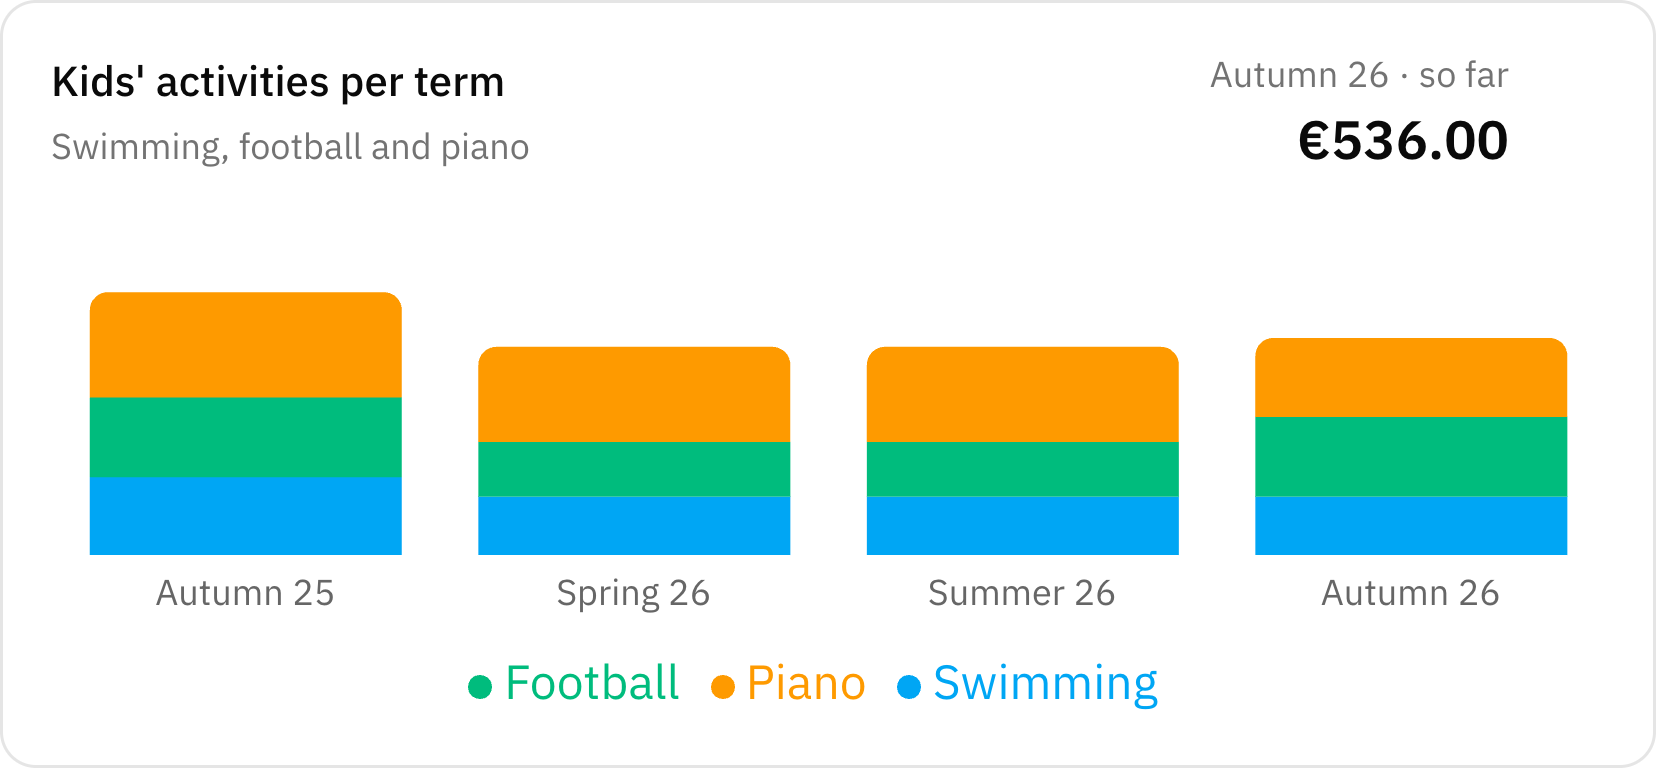 Kids' activities per term
Swimming, football and piano
Autumn 26 · so far
€536.00
Autumn 25
Spring 26
Summer 26
Autumn 26
Football
Piano
Swimming